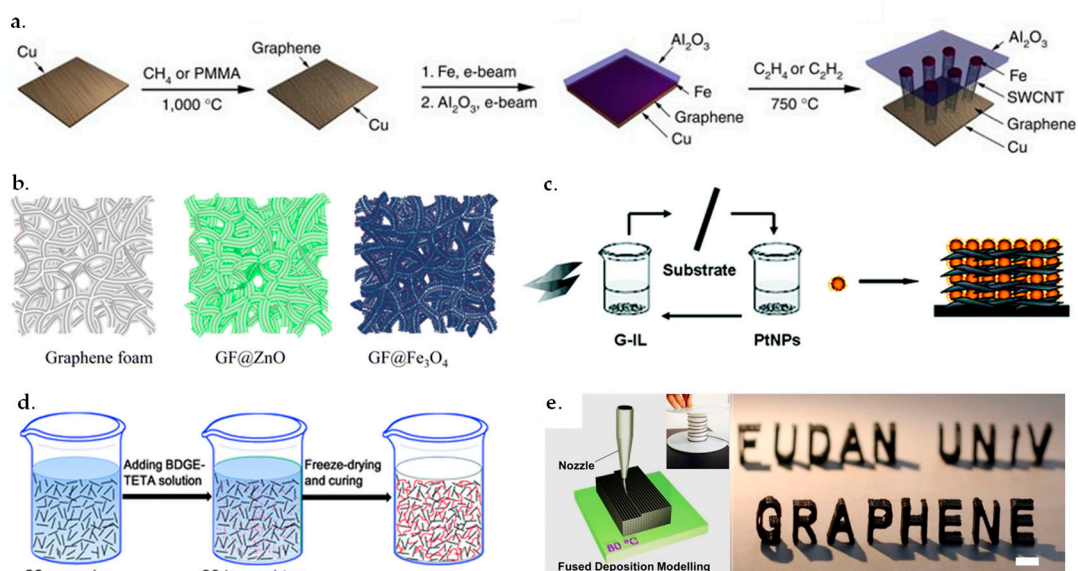 a.
Cu
CH4 or PMMA
1,000 °C
Graphene
Cu
1. Fe, e-beam
2. Al2O3, e-beam
Al2O3
Fe
Graphene
Cu
C2H4 or C2H2
750 °C
Al2O3
Fe
SWCNT
Graphene
Cu
b.
Graphene foam
GF@ZnO
GF@Fe3O4
c.
Substrate
G-IL
PtNPs
d.
Adding BDGE-
TETA solution
Freeze-drying
and curing
e.
Nozzle
80 °C
Fused Deposition Modelling
FUDAN UNIV
GRAPHENE